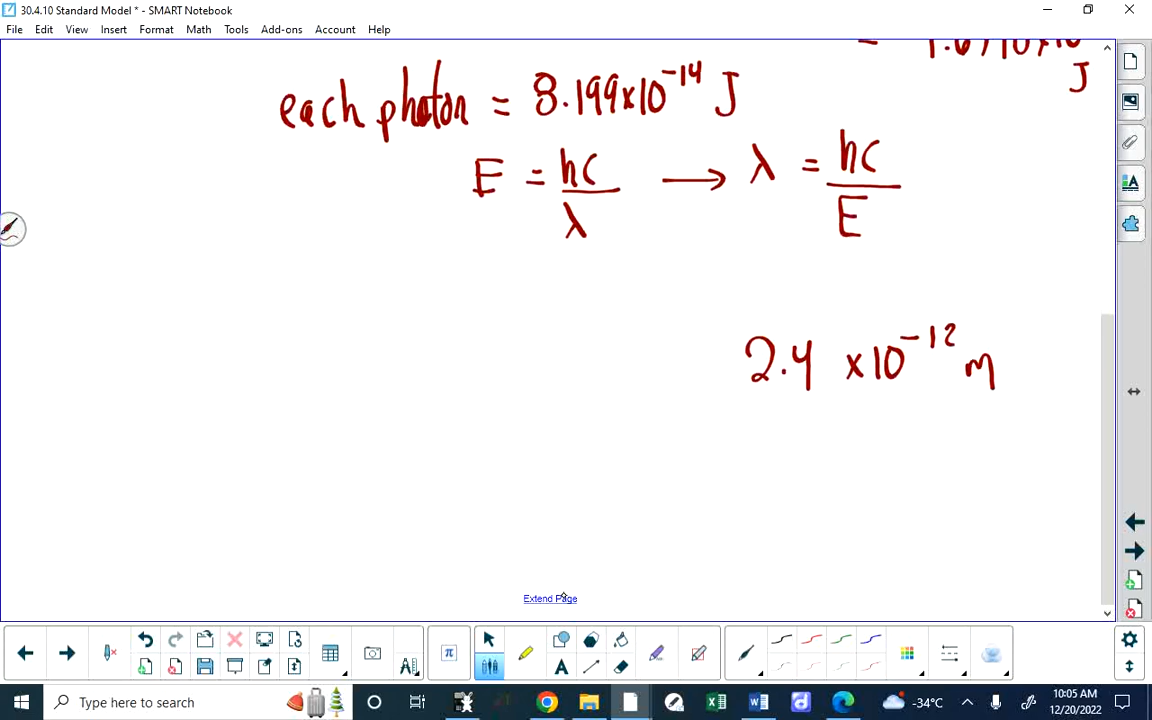 30.4.10 Standard Model * - SMART Notebook
File Edit View Insert Format Math Tools Add-ons Account Help
J
each photon = 8.199x10⁻¹⁴ J
E = hc/λ → λ = hc/E
2.4 x10⁻¹² m
Extend Page
π
Type here to search
-34°C
10:05 AM
12/20/2022